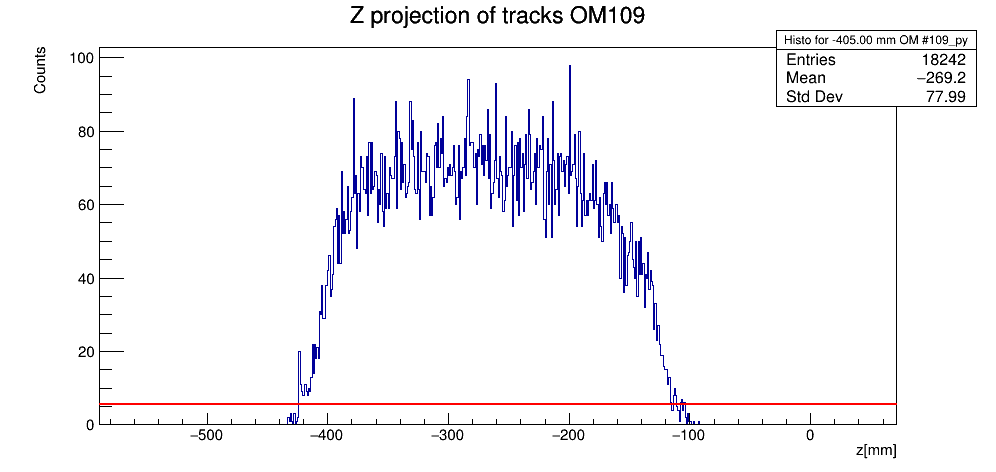 Z projection of tracks OM109
Histo for -405.00 mm OM #109_py
Entries 18242
Mean −269.2
Std Dev 77.99
Counts
100
80
60
40
20
0
−500 −400 −300 −200 −100 0
z[mm]